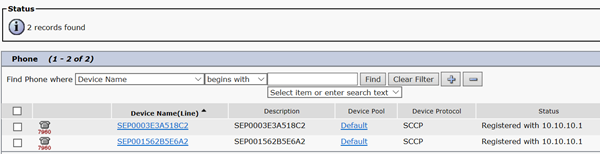 Status
2 records found
Phone (1 - 2 of 2)
Find Phone where Device Name begins with Find Clear Filter
Select item or enter search text
Device Name(Line) Description Device Pool Device Protocol Status
7960 SEP0003E3A518C2 SEP0003E3A518C2 Default SCCP Registered with 10.10.10.1
7960 SEP001562B5E6A2 SEP001562B5E6A2 Default SCCP Registered with 10.10.10.1